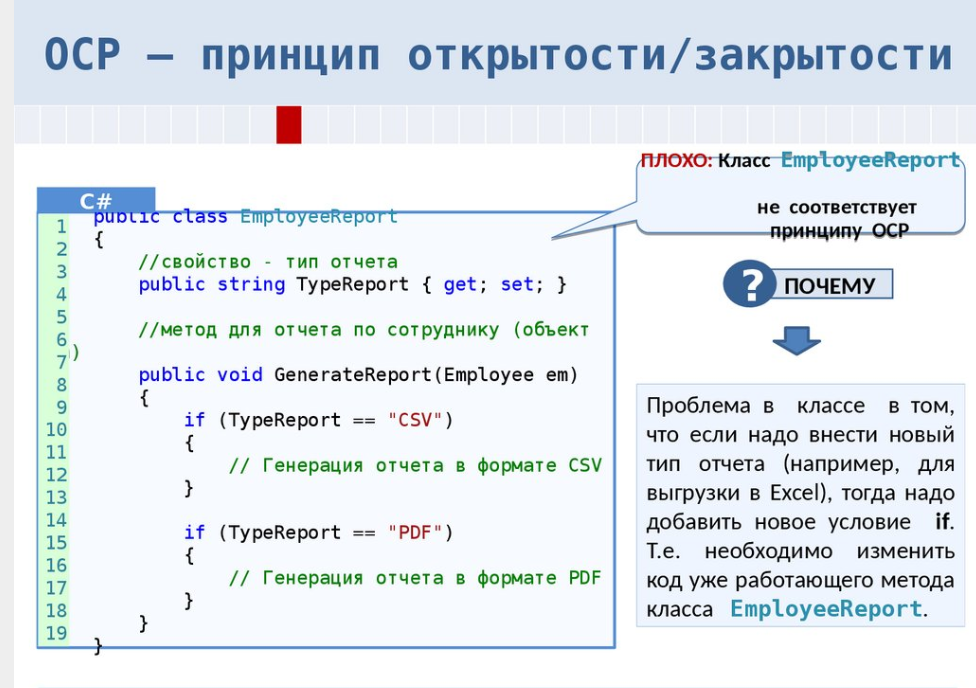 OCP – принцип открытости/закрытости
ПЛОХО: Класс EmployeeReport
не соответствует
принципу OCP
C#
1 public class EmployeeReport
2 {
3 //свойство - тип отчета
4 public string TypeReport { get; set; }
5
6 //метод для отчета по сотруднику (объект
7 )
8 public void GenerateReport(Employee em)
9 {
10 if (TypeReport == "CSV")
11 {
12 // Генерация отчета в формате CSV
13 }
14
15 if (TypeReport == "PDF")
16 {
17 // Генерация отчета в формате PDF
18 }
19 }
}
?
ПОЧЕМУ
Проблема в классе в том,
что если надо внести новый
тип отчета (например, для
выгрузки в Excel), тогда надо
добавить новое условие if.
Т.е. необходимо изменить
код уже работающего метода
класса EmployeeReport.